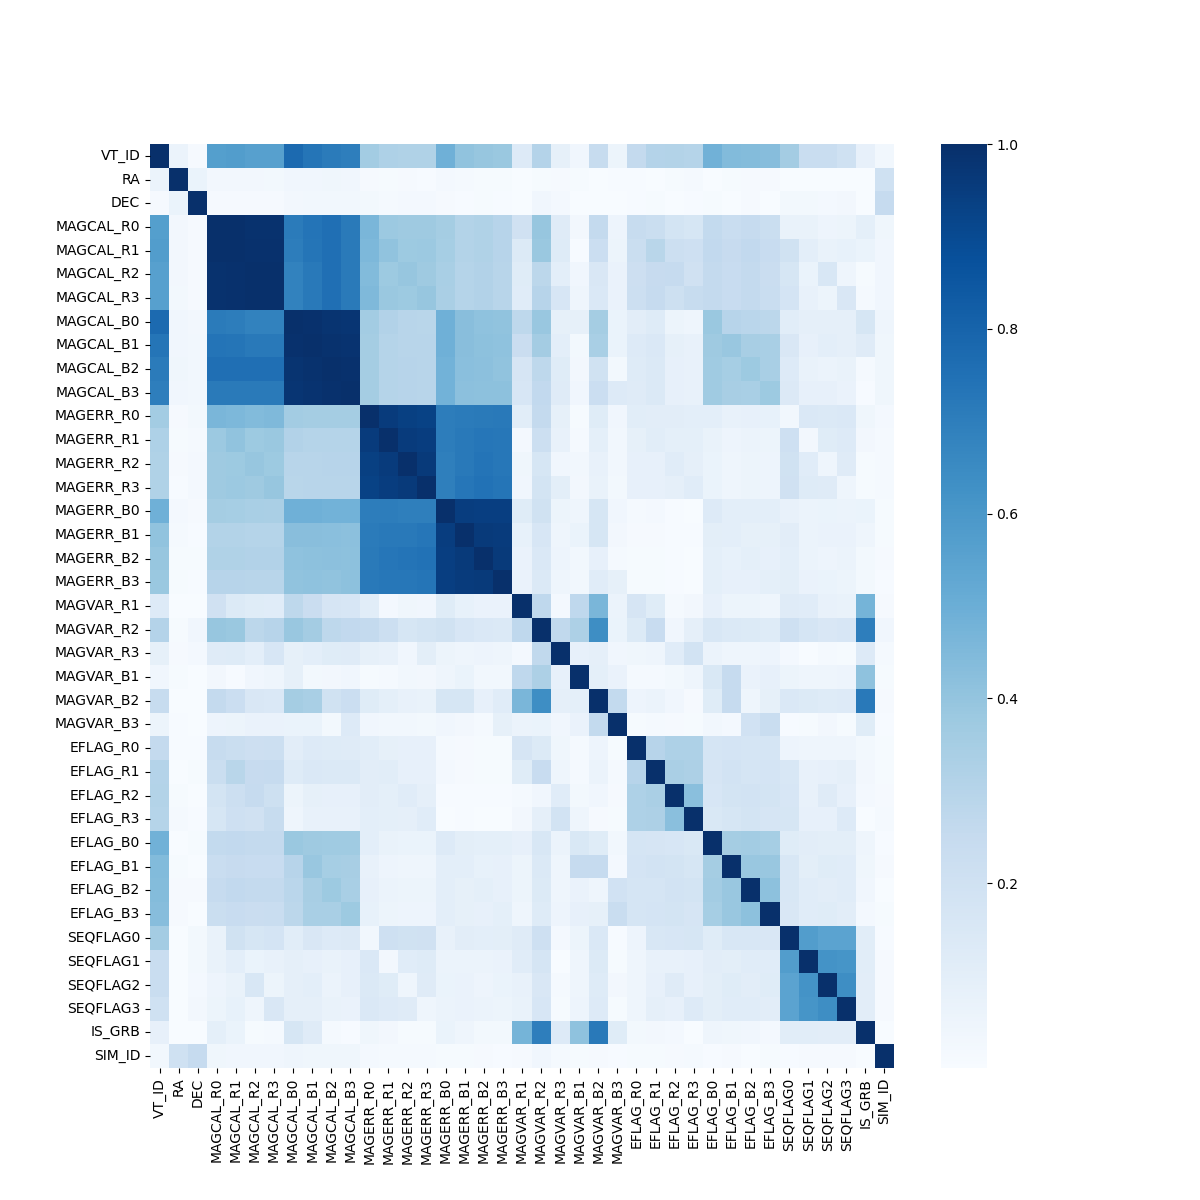 VT_ID
RA
DEC
MAGCAL_R0
MAGCAL_R1
MAGCAL_R2
MAGCAL_R3
MAGCAL_B0
MAGCAL_B1
MAGCAL_B2
MAGCAL_B3
MAGERR_R0
MAGERR_R1
MAGERR_R2
MAGERR_R3
MAGERR_B0
MAGERR_B1
MAGERR_B2
MAGERR_B3
MAGVAR_R1
MAGVAR_R2
MAGVAR_R3
MAGVAR_B1
MAGVAR_B2
MAGVAR_B3
EFLAG_R0
EFLAG_R1
EFLAG_R2
EFLAG_R3
EFLAG_B0
EFLAG_B1
EFLAG_B2
EFLAG_B3
SEQFLAG0
SEQFLAG1
SEQFLAG2
SEQFLAG3
IS_GRB
SIM_ID
VT_ID
RA
DEC
MAGCAL_R0
MAGCAL_R1
MAGCAL_R2
MAGCAL_R3
MAGCAL_B0
MAGCAL_B1
MAGCAL_B2
MAGCAL_B3
MAGERR_R0
MAGERR_R1
MAGERR_R2
MAGERR_R3
MAGERR_B0
MAGERR_B1
MAGERR_B2
MAGERR_B3
MAGVAR_R1
MAGVAR_R2
MAGVAR_R3
MAGVAR_B1
MAGVAR_B2
MAGVAR_B3
EFLAG_R0
EFLAG_R1
EFLAG_R2
EFLAG_R3
EFLAG_B0
EFLAG_B1
EFLAG_B2
EFLAG_B3
SEQFLAG0
SEQFLAG1
SEQFLAG2
SEQFLAG3
IS_GRB
SIM_ID
1.0
0.8
0.6
0.4
0.2